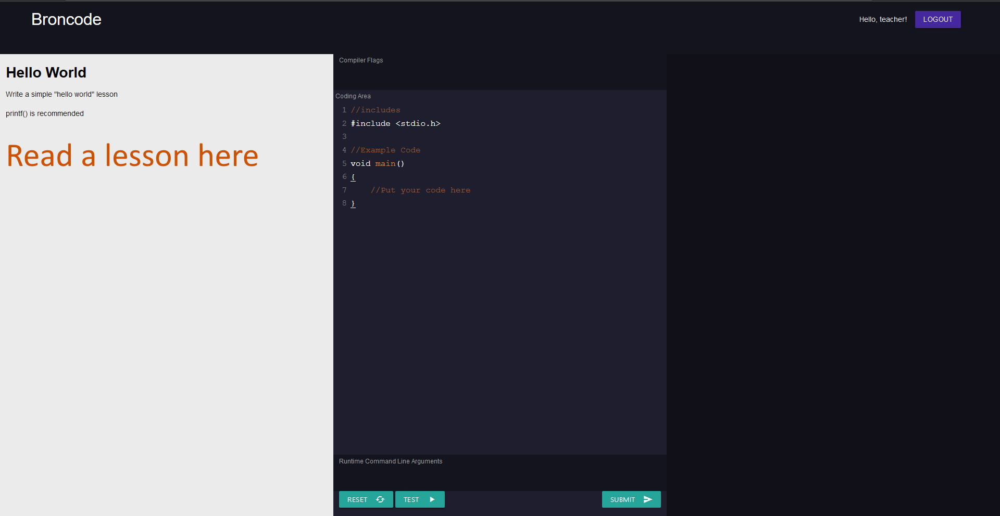 Broncode
Hello, teacher!
LOGOUT
Hello World
Write a simple "hello world" lesson
printf() is recommended
Read a lesson here
Compiler Flags
Coding Area
1 //includes
2 #include <stdio.h>
3
4 //Example Code
5 void main()
6 {
7     //Put your code here
8 }
Runtime Command Line Arguments
RESET
TEST
SUBMIT